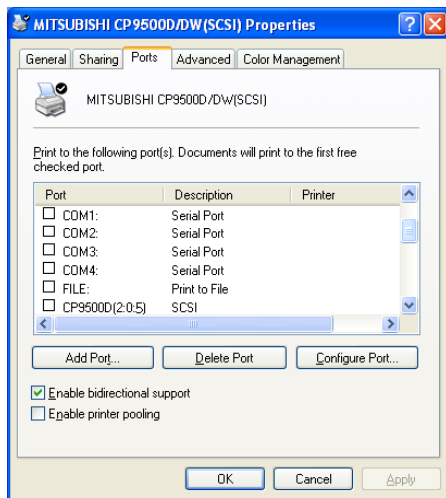 MITSUBISHI CP9500D/DW(SCSI) Properties
General Sharing Ports Advanced Color Management
MITSUBISHI CP9500D/DW(SCSI)
Print to the following port(s). Documents will print to the first free
checked port.
Port Description Printer
COM1: Serial Port
COM2: Serial Port
COM3: Serial Port
COM4: Serial Port
FILE: Print to File
CP9500D(2:0:5) SCSI
Add Port... Delete Port Configure Port...
Enable bidirectional support
Enable printer pooling
OK Cancel Apply